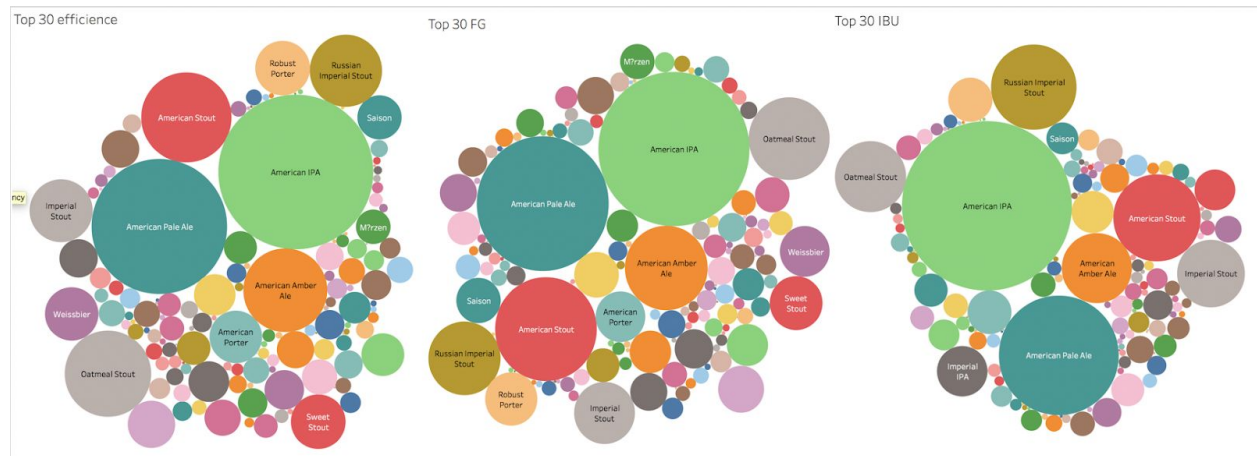 Top 30 efficience
Robust
Porter
Russian
Imperial Stout
American Stout
Saison
American IPA
Imperial
Stout
American Pale Ale
M?rzen
American Amber
Ale
Weissbier
American
Porter
Oatmeal Stout
Sweet
Stout
ncy
Top 30 FG
M?rzen
Oatmeal Stout
American IPA
American Pale Ale
Weissbier
American Amber
Ale
Saison
Sweet
Stout
American
Porter
American Stout
Russian Imperial
Stout
Robust
Porter
Imperial
Stout
Top 30 IBU
Russian Imperial
Stout
Saison
Oatmeal Stout
American IPA
American Stout
American
Amber Ale
Imperial Stout
American Pale Ale
Imperial
IPA